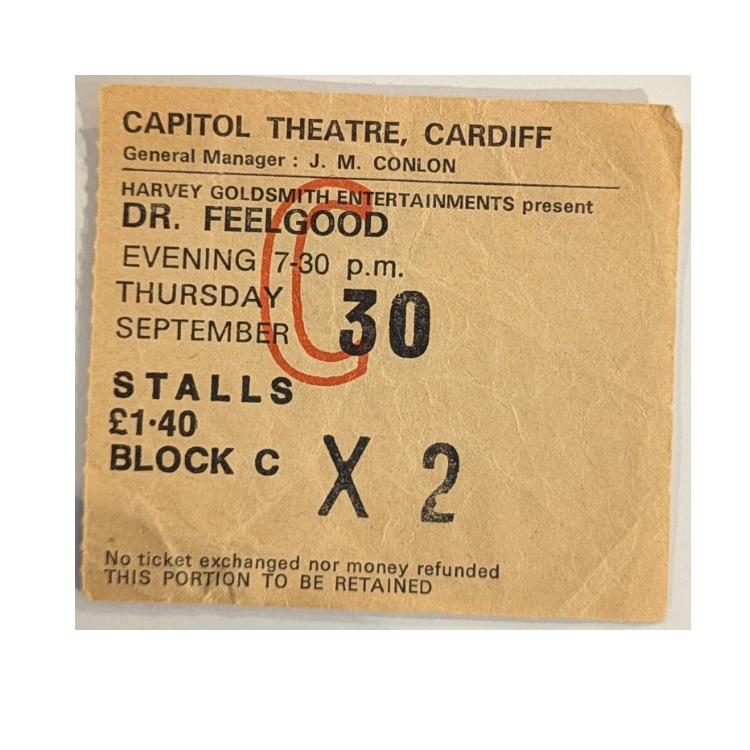 CAPITOL THEATRE, CARDIFF
General Manager : J. M. CONLON
HARVEY GOLDSMITH ENTERTAINMENTS present
DR. FEELGOOD
EVENING 7-30 p.m.
THURSDAY
SEPTEMBER 30
C
STALLS
£1·40
BLOCK C X 2
No ticket exchanged nor money refunded
THIS PORTION TO BE RETAINED